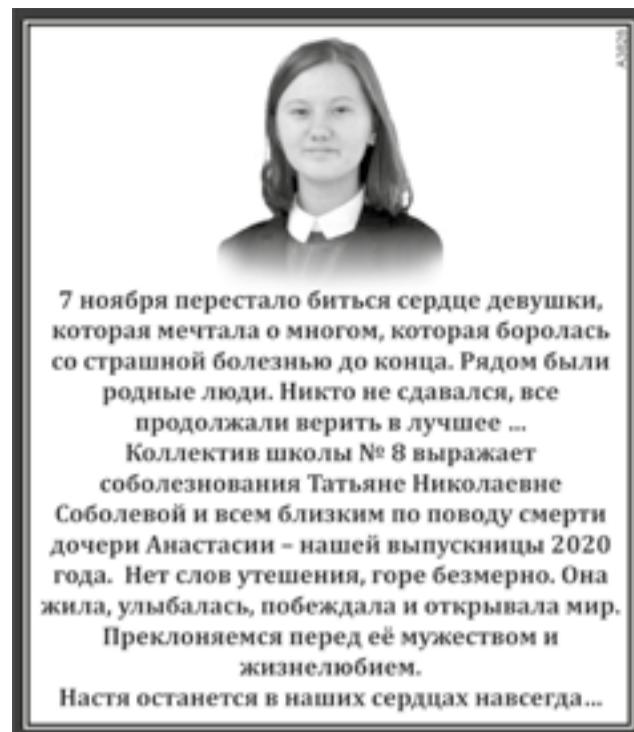 А3826
7 ноября перестало биться сердце девушки,
которая мечтала о многом, которая боролась
со страшной болезнью до конца. Рядом были
родные люди. Никто не сдавался, все
продолжали верить в лучшее ...
Коллектив школы № 8 выражает
соболезнования Татьяне Николаевне
Соболевой и всем близким по поводу смерти
дочери Анастасии – нашей выпускницы 2020
года. Нет слов утешения, горе безмерно. Она
жила, улыбалась, побеждала и открывала мир.
Преклоняемся перед её мужеством и
жизнелюбием.
Настя останется в наших сердцах навсегда...